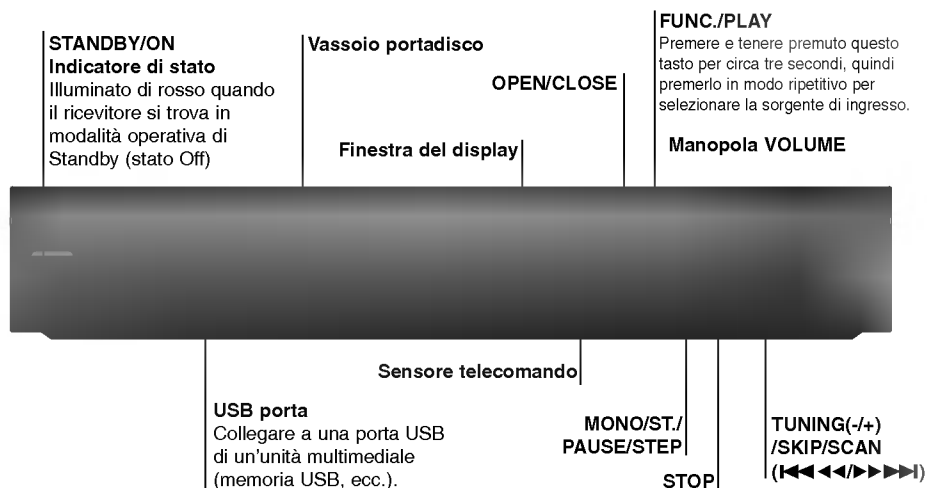 STANDBY/ON
Indicatore di stato
Illuminato di rosso quando
il ricevitore si trova in
modalità operativa di
Standby (stato Off)
Vassoio portadisco
OPEN/CLOSE
Finestra del display
FUNC./PLAY
Premere e tenere premuto questo
tasto per circa tre secondi, quindi
premerlo in modo ripetitivo per
selezionare la sorgente di ingresso.
Manopola VOLUME
USB porta
Collegare a una porta USB
di un'unità multimediale
(memoria USB, ecc.).
Sensore telecomando
MONO/ST./
PAUSE/STEP
STOP
TUNING(-/+)
/SKIP/SCAN
(⏮◀◀/▶▶⏭)